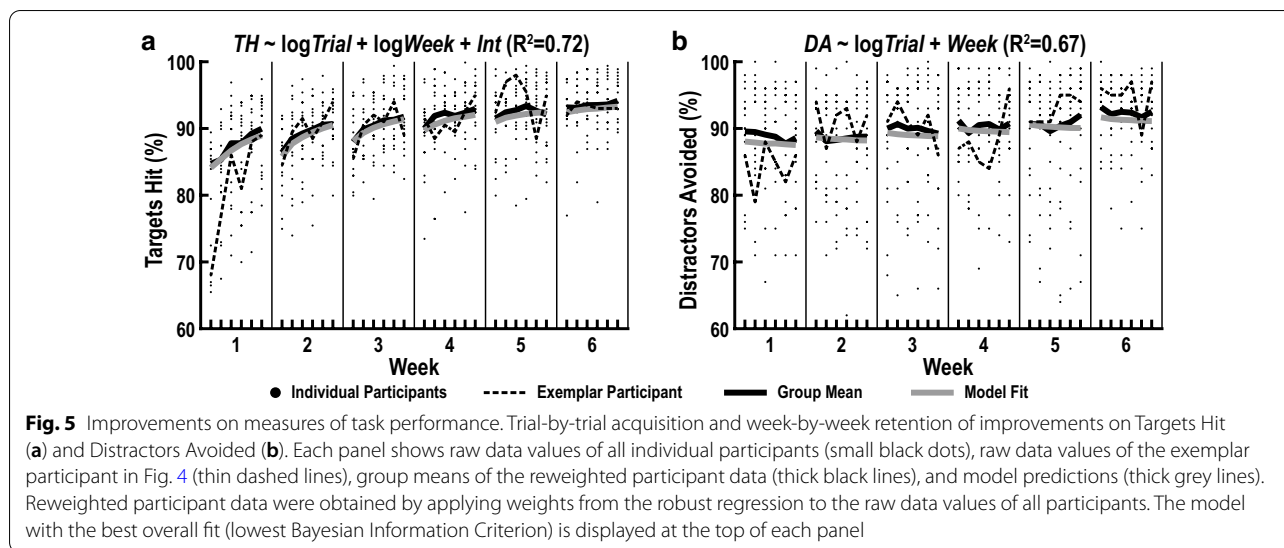 a
TH ~ logTrial + logWeek + Int (R²=0.72)
b
DA ~ logTrial + Week (R²=0.67)
Targets Hit (%)
100
90
80
70
60
1 2 3 4 5 6
Week
Distractors Avoided (%)
100
90
80
70
60
1 2 3 4 5 6
Week
Individual Participants Exemplar Participant Group Mean Model Fit
Fig. 5 Improvements on measures of task performance. Trial-by-trial acquisition and week-by-week retention of improvements on Targets Hit
(a) and Distractors Avoided (b). Each panel shows raw data values of all individual participants (small black dots), raw data values of the exemplar
participant in Fig. 4 (thin dashed lines), group means of the reweighted participant data (thick black lines), and model predictions (thick grey lines).
Reweighted participant data were obtained by applying weights from the robust regression to the raw data values of all participants. The model
with the best overall fit (lowest Bayesian Information Criterion) is displayed at the top of each panel